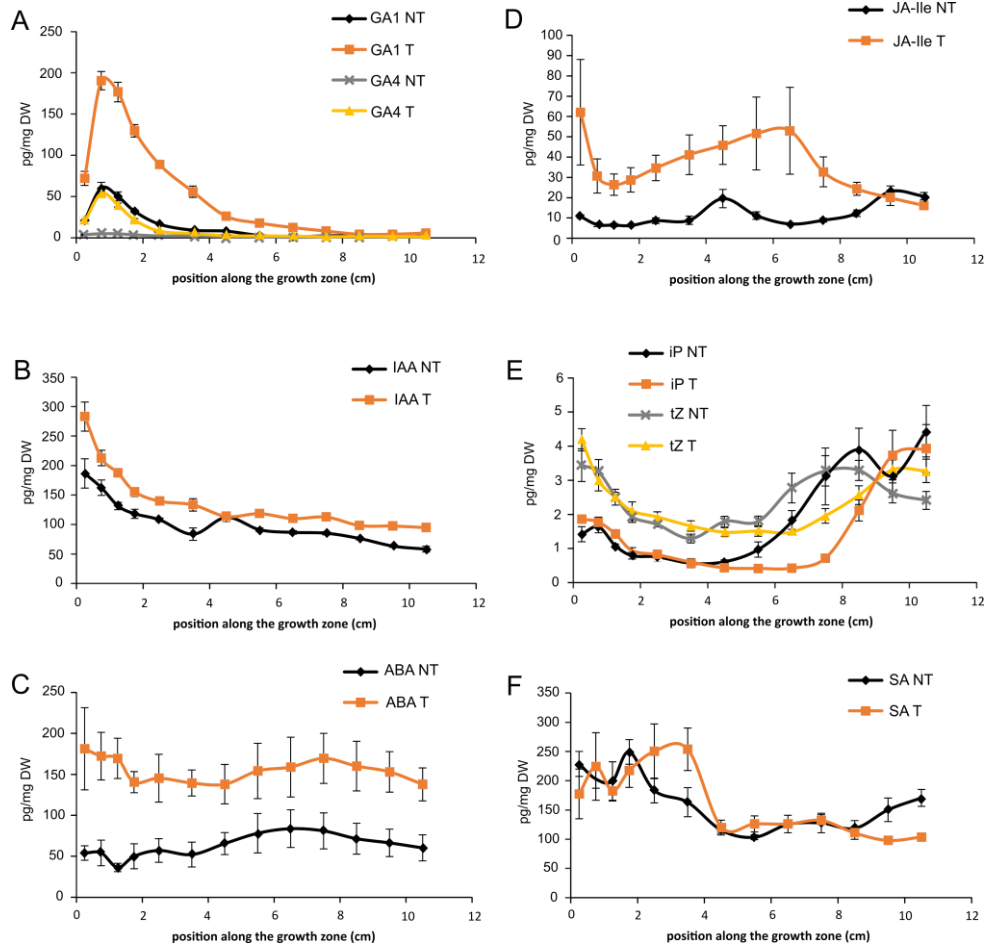 A
GA1 NT
GA1 T
GA4 NT
GA4 T
250
200
150
100
50
0
pg/mg DW
0 2 4 6 8 10 12
position along the growth zone (cm)
D
JA-Ile NT
JA-Ile T
100
90
80
70
60
50
40
30
20
10
0
pg/mg DW
0 2 4 6 8 10 12
position along the growth zone (cm)
B
IAA NT
IAA T
350
300
250
200
150
100
50
0
pg/mg DW
0 2 4 6 8 10 12
position along the growth zone (cm)
E
iP NT
iP T
tZ NT
tZ T
6
5
4
3
2
1
0
pg/mg DW
0 2 4 6 8 10 12
position along the growth zone (cm)
C
ABA NT
ABA T
250
200
150
100
50
0
pg/mg DW
0 2 4 6 8 10 12
position along the growth zone (cm)
F
SA NT
SA T
350
300
250
200
150
100
50
0
pg/mg DW
0 2 4 6 8 10 12
position along the growth zone (cm)